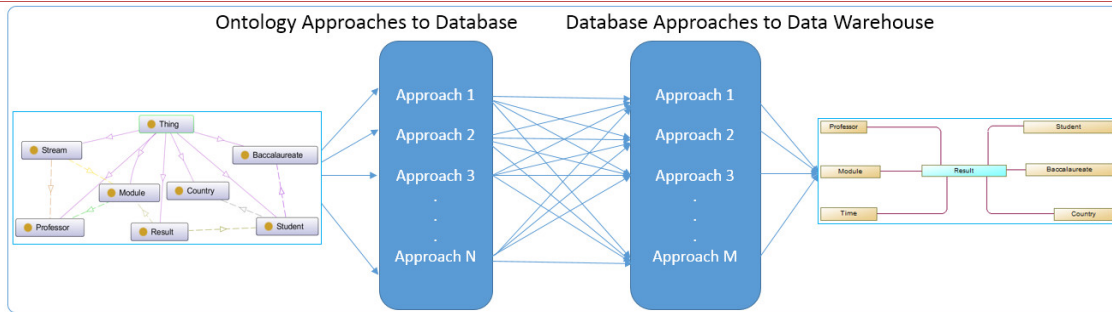 Ontology Approaches to Database
Database Approaches to Data Warehouse
Thing
Stream
Baccalaureate
Module
Country
Professor
Result
Student
Approach 1
Approach 2
Approach 3
.
.
.
Approach N
Approach 1
Approach 2
Approach 3
.
.
.
Approach M
Professor
Student
Module
Result
Baccalaureate
Time
Country